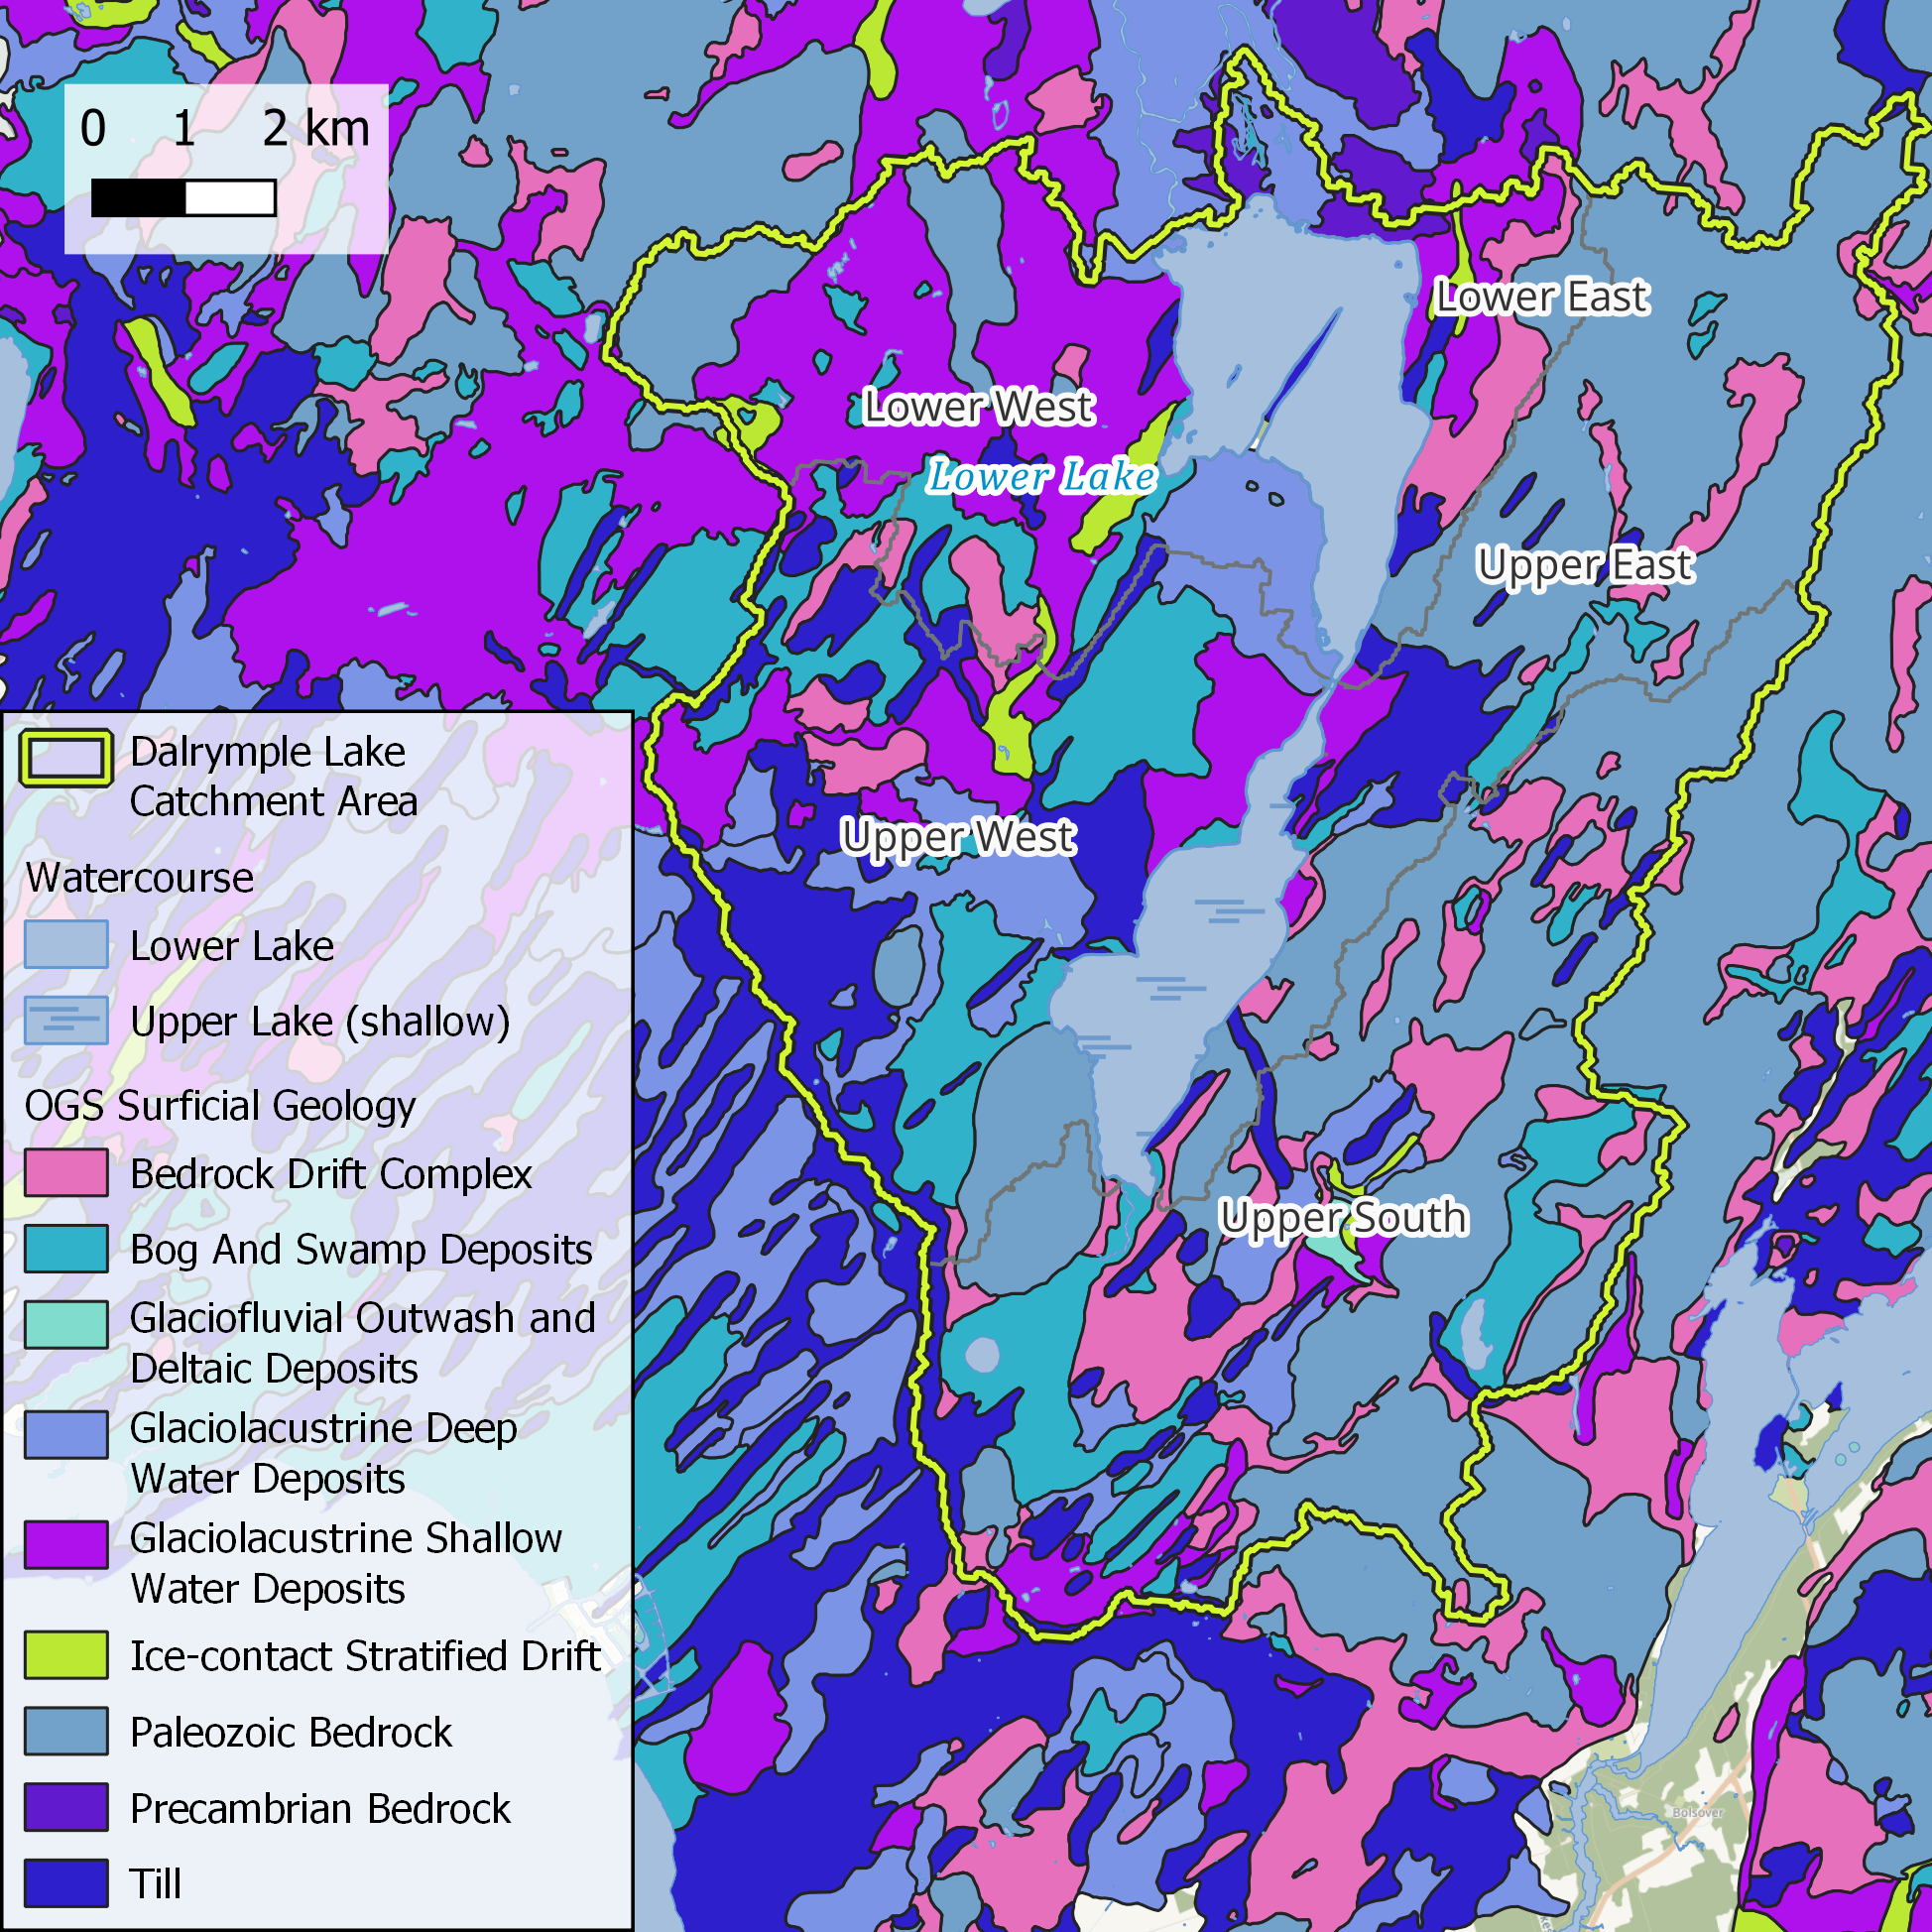 0 1 2 km
Lower East
Lower West
Lower Lake
Upper East
Upper West
Upper South
Dalrymple Lake
Catchment Area
Watercourse
Lower Lake
Upper Lake (shallow)
OGS Surficial Geology
Bedrock Drift Complex
Bog And Swamp Deposits
Glaciofluvial Outwash and
Deltaic Deposits
Glaciolacustrine Deep
Water Deposits
Glaciolacustrine Shallow
Water Deposits
Ice-contact Stratified Drift
Paleozoic Bedrock
Precambrian Bedrock
Till
Bolsover